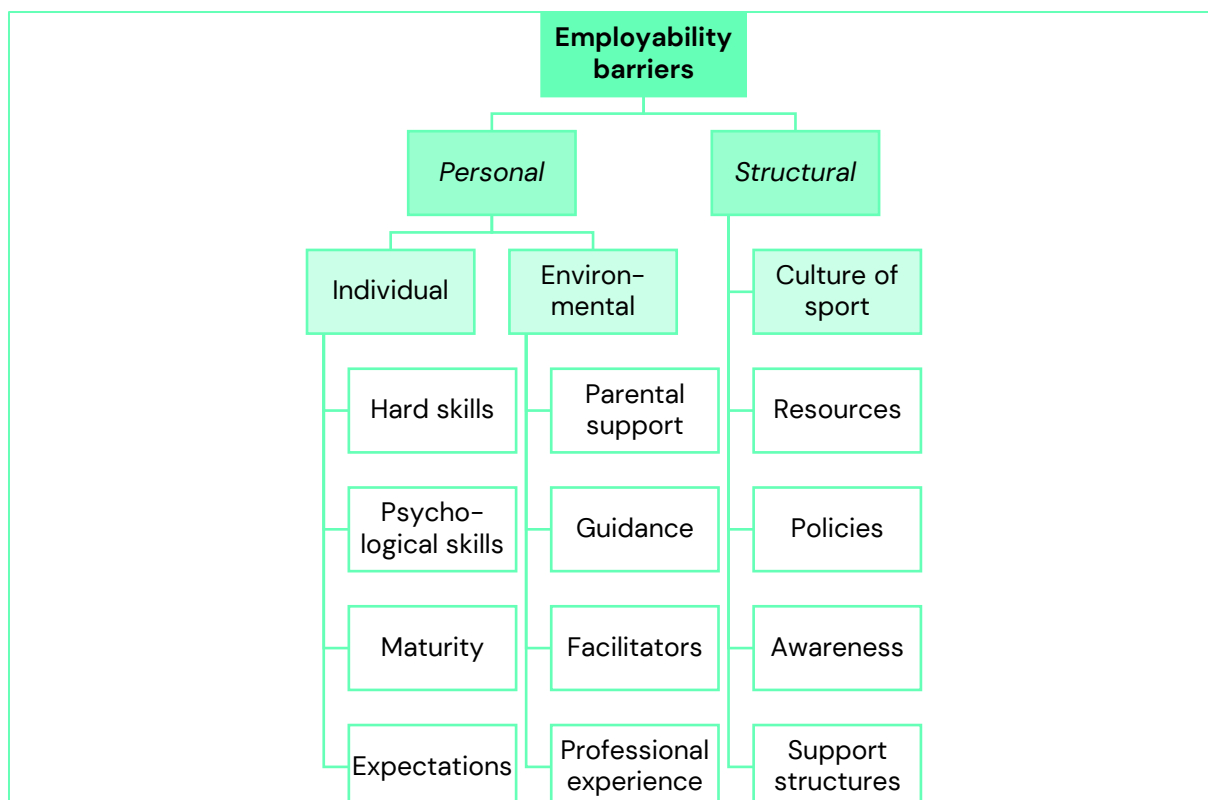 Employability
barriers
Personal
Structural
Individual
Environ-
mental
Culture of
sport
Hard skills
Parental
support
Resources
Psycho-
logical skills
Guidance
Policies
Maturity
Facilitators
Awareness
Expectations
Professional
experience
Support
structures